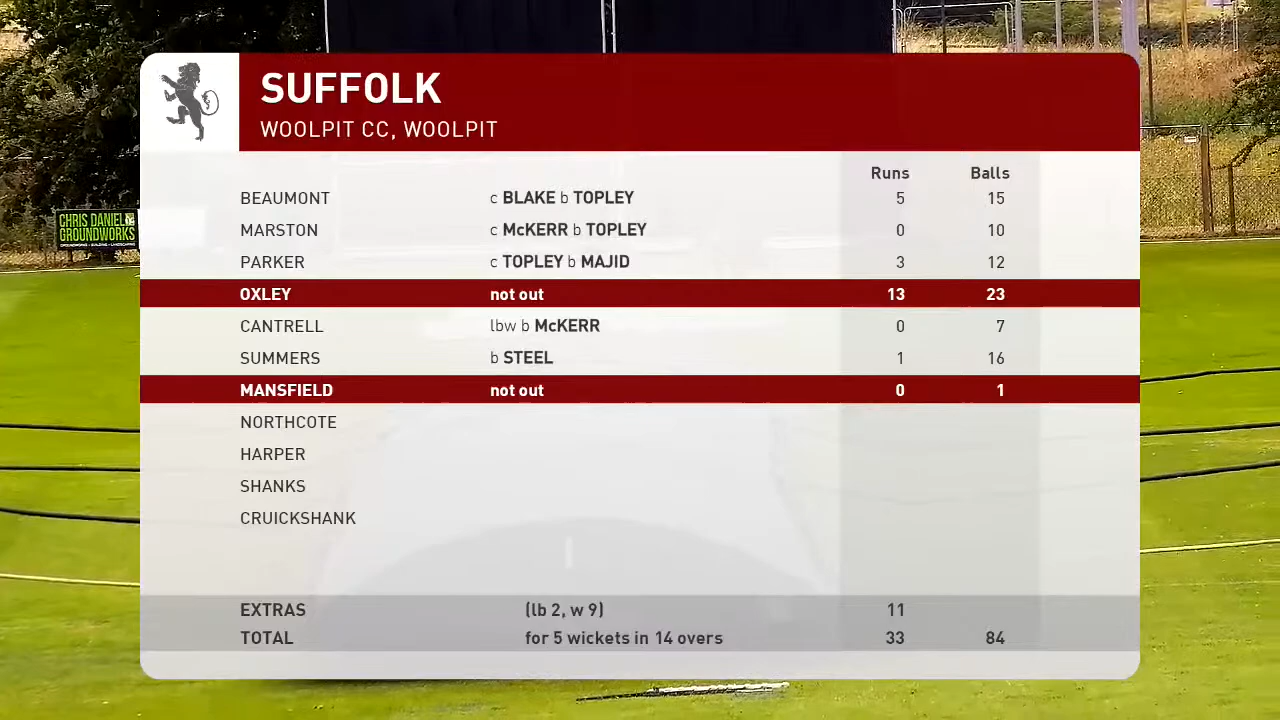 SUFFOLK
WOOLPIT CC, WOOLPIT
Runs Balls
BEAUMONT c BLAKE b TOPLEY 5 15
MARSTON c McKERR b TOPLEY 0 10
PARKER c TOPLEY b MAJID 3 12
OXLEY not out 13 23
CANTRELL lbw b McKERR 0 7
SUMMERS b STEEL 1 16
MANSFIELD not out 0 1
NORTHCOTE
HARPER
SHANKS
CRUICKSHANK
EXTRAS (lb 2, w 9) 11
TOTAL for 5 wickets in 14 overs 33 84
CHRIS DANIEL
GROUNDWORKS